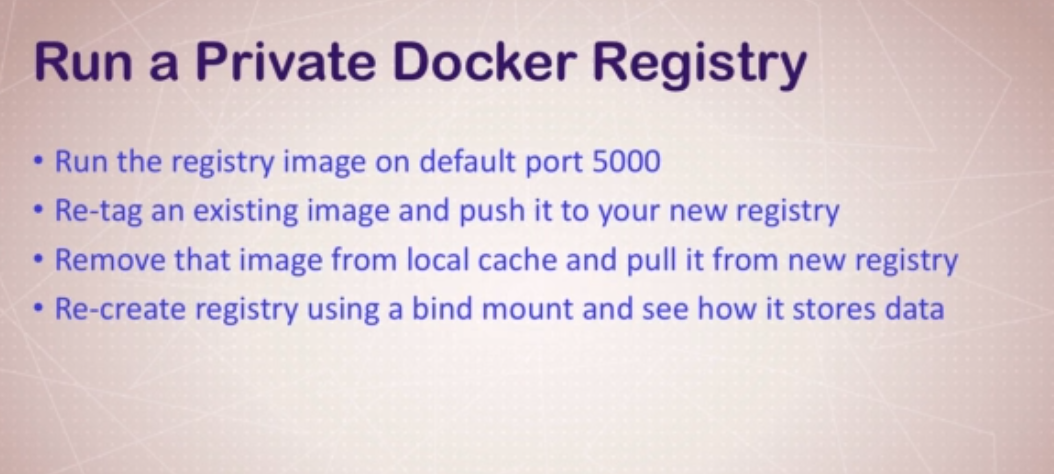 Run a Private Docker Registry
• Run the registry image on default port 5000
• Re-tag an existing image and push it to your new registry
• Remove that image from local cache and pull it from new registry
• Re-create registry using a bind mount and see how it stores data